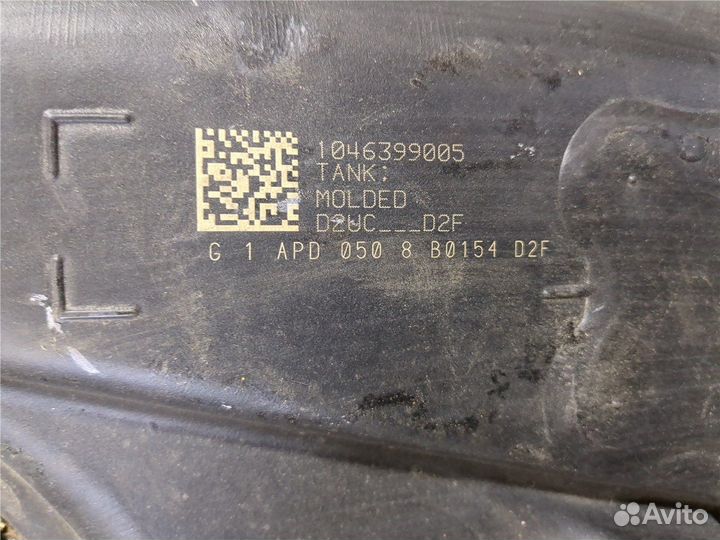 1046399005
TANK:
MOLDED
D2UC___D2F
G 1 APD 050 8 B0154 D2F
Avito